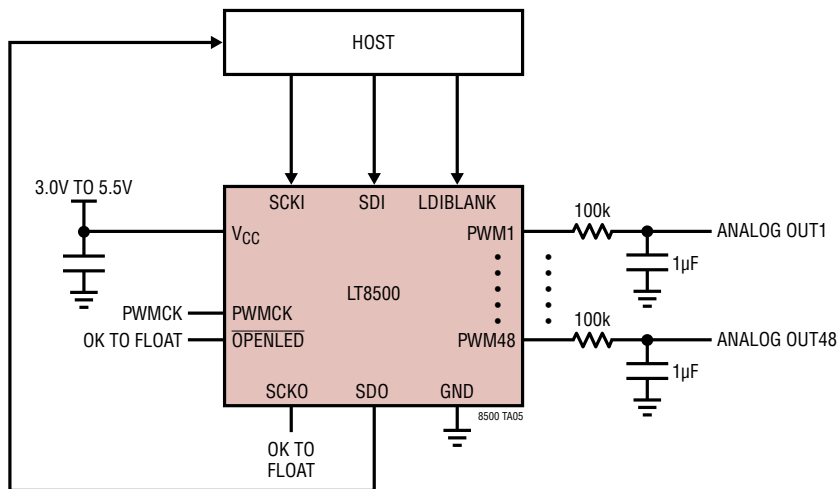 HOST
3.0V TO 5.5V
SCKI
SDI
LDIBLANK
100k
VCC
PWM1
ANALOG OUT1
1µF
LT8500
PWMCK
PWMCK
100k
OK TO FLOAT
OPENLED
PWM48
ANALOG OUT48
1µF
SCKO
SDO
GND
8500 TA05
OK TO
FLOAT